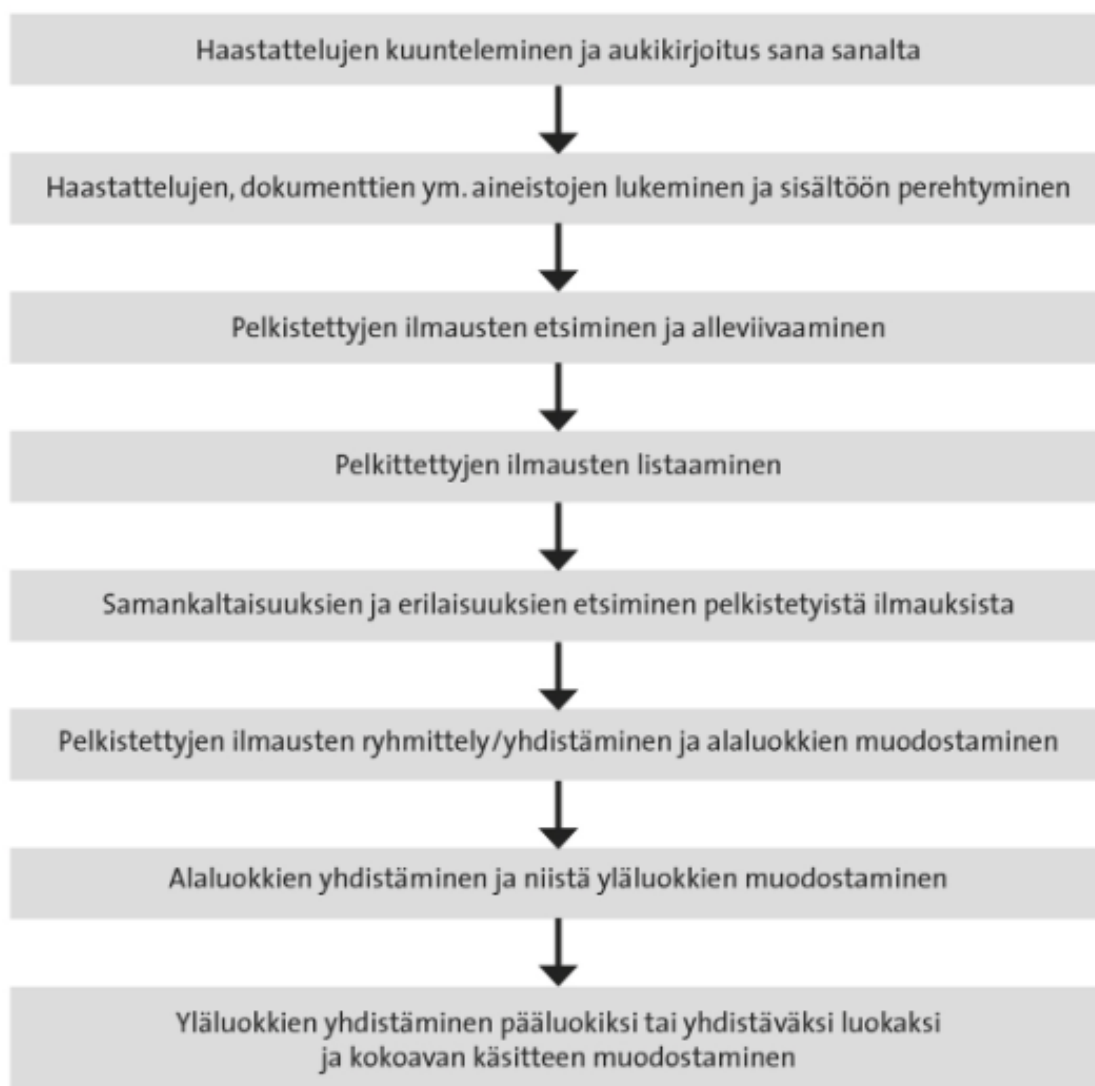 Haastattelujen kuunteleminen ja aukikirjoitus sana sanalta
Haastattelujen, dokumenttien ym. aineistojen lukeminen ja sisältöön perehtyminen
Pelkistettyjen ilmausten etsiminen ja alleviivaaminen
Pelkittettyjen ilmausten listaaminen
Samankaltaisuuksien ja erilaisuuksien etsiminen pelkistetyistä ilmauksista
Pelkistettyjen ilmausten ryhmittely/yhdistäminen ja alaluokkien muodostaminen
Alaluokkien yhdistäminen ja niistä yläluokkien muodostaminen
Yläluokkien yhdistäminen pääluokiksi tai yhdistäväksi luokaksi
ja kokoavan käsitteen muodostaminen